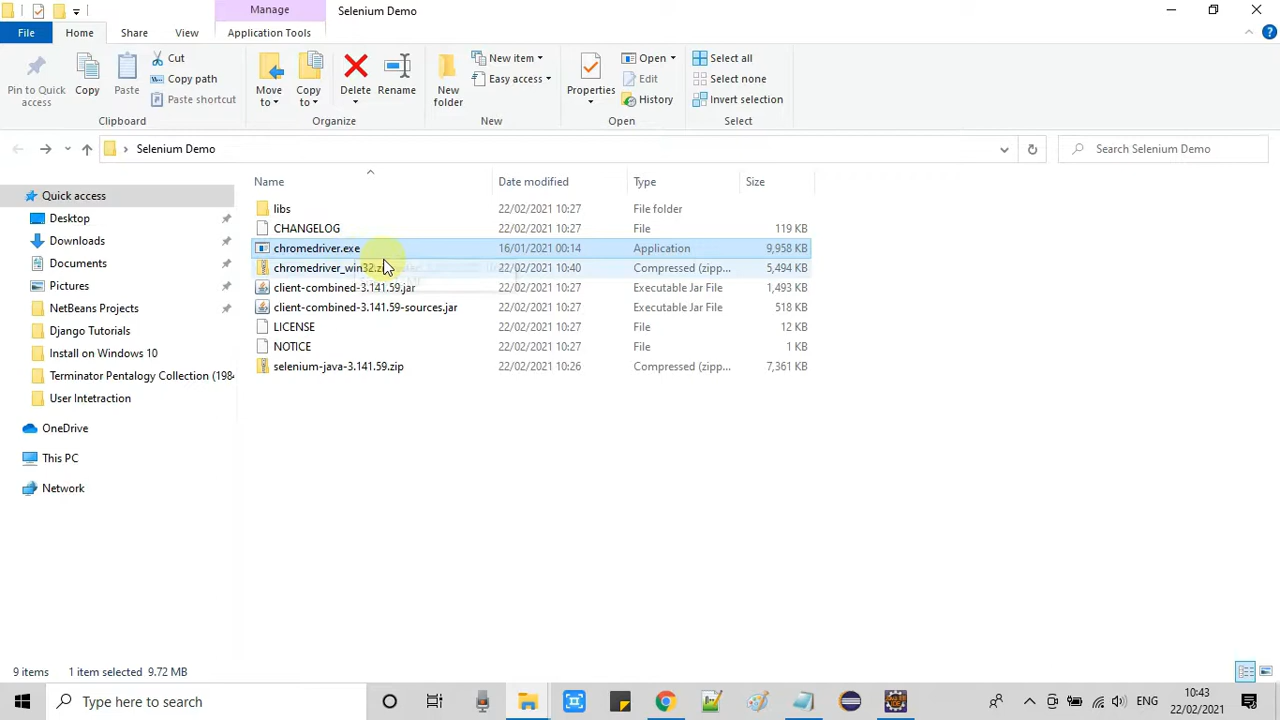 Manage
Selenium Demo
File
Home
Share
View
Application Tools
Pin to Quick access
Copy
Paste
Cut
Copy path
Paste shortcut
Clipboard
Move to
Copy to
Delete
Rename
Organize
New folder
New item
Easy access
New
Properties
Open
Edit
History
Open
Select all
Select none
Invert selection
Select
Selenium Demo
Search Selenium Demo
Name Date modified Type Size
Quick access
Desktop
Downloads
Documents
Pictures
NetBeans Projects
Django Tutorials
Install on Windows 10
Terminator Pentalogy Collection (1984
User Intetraction
OneDrive
This PC
Network
libs 22/02/2021 10:27 File folder
CHANGELOG 22/02/2021 10:27 File 119 KB
chromedriver.exe 16/01/2021 00:14 Application 9,958 KB
chromedriver_win32.zip 22/02/2021 10:40 Compressed (zipp... 5,494 KB
client-combined-3.141.59.jar 22/02/2021 10:27 Executable Jar File 1,493 KB
client-combined-3.141.59-sources.jar 22/02/2021 10:27 Executable Jar File 518 KB
LICENSE 22/02/2021 10:27 File 12 KB
NOTICE 22/02/2021 10:27 File 1 KB
selenium-java-3.141.59.zip 22/02/2021 10:26 Compressed (zipp... 7,361 KB
9 items 1 item selected 9.72 MB
Type here to search
ENG
10:43
22/02/2021